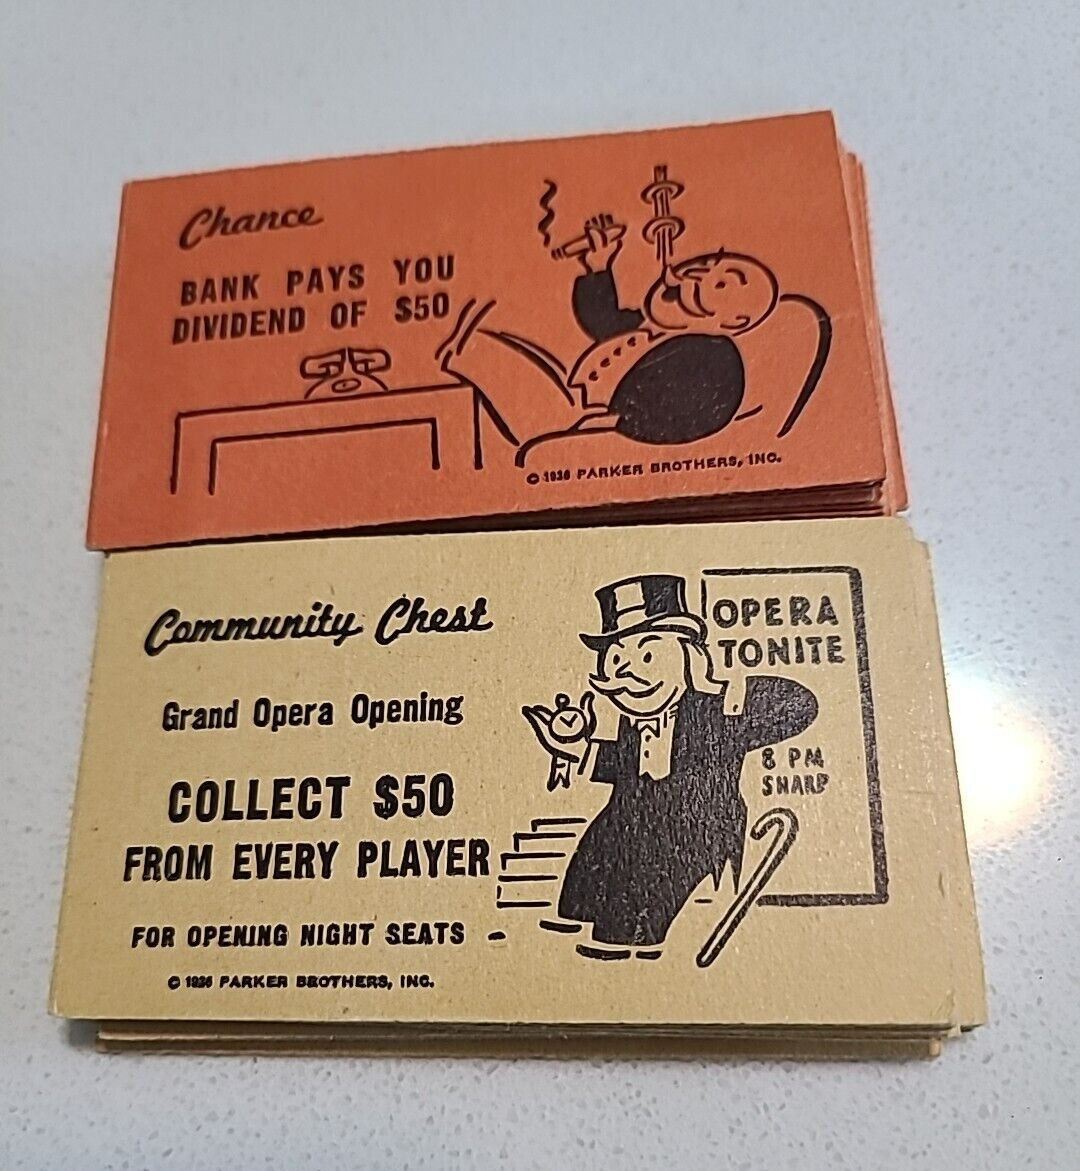 Chance
BANK PAYS YOU
DIVIDEND OF $50
© 1936 PARKER BROTHERS, INC.
Community Chest
Grand Opera Opening
COLLECT $50
FROM EVERY PLAYER
FOR OPENING NIGHT SEATS -
© 1936 PARKER BROTHERS, INC.
OPERA
TONITE
8 PM
SHARP